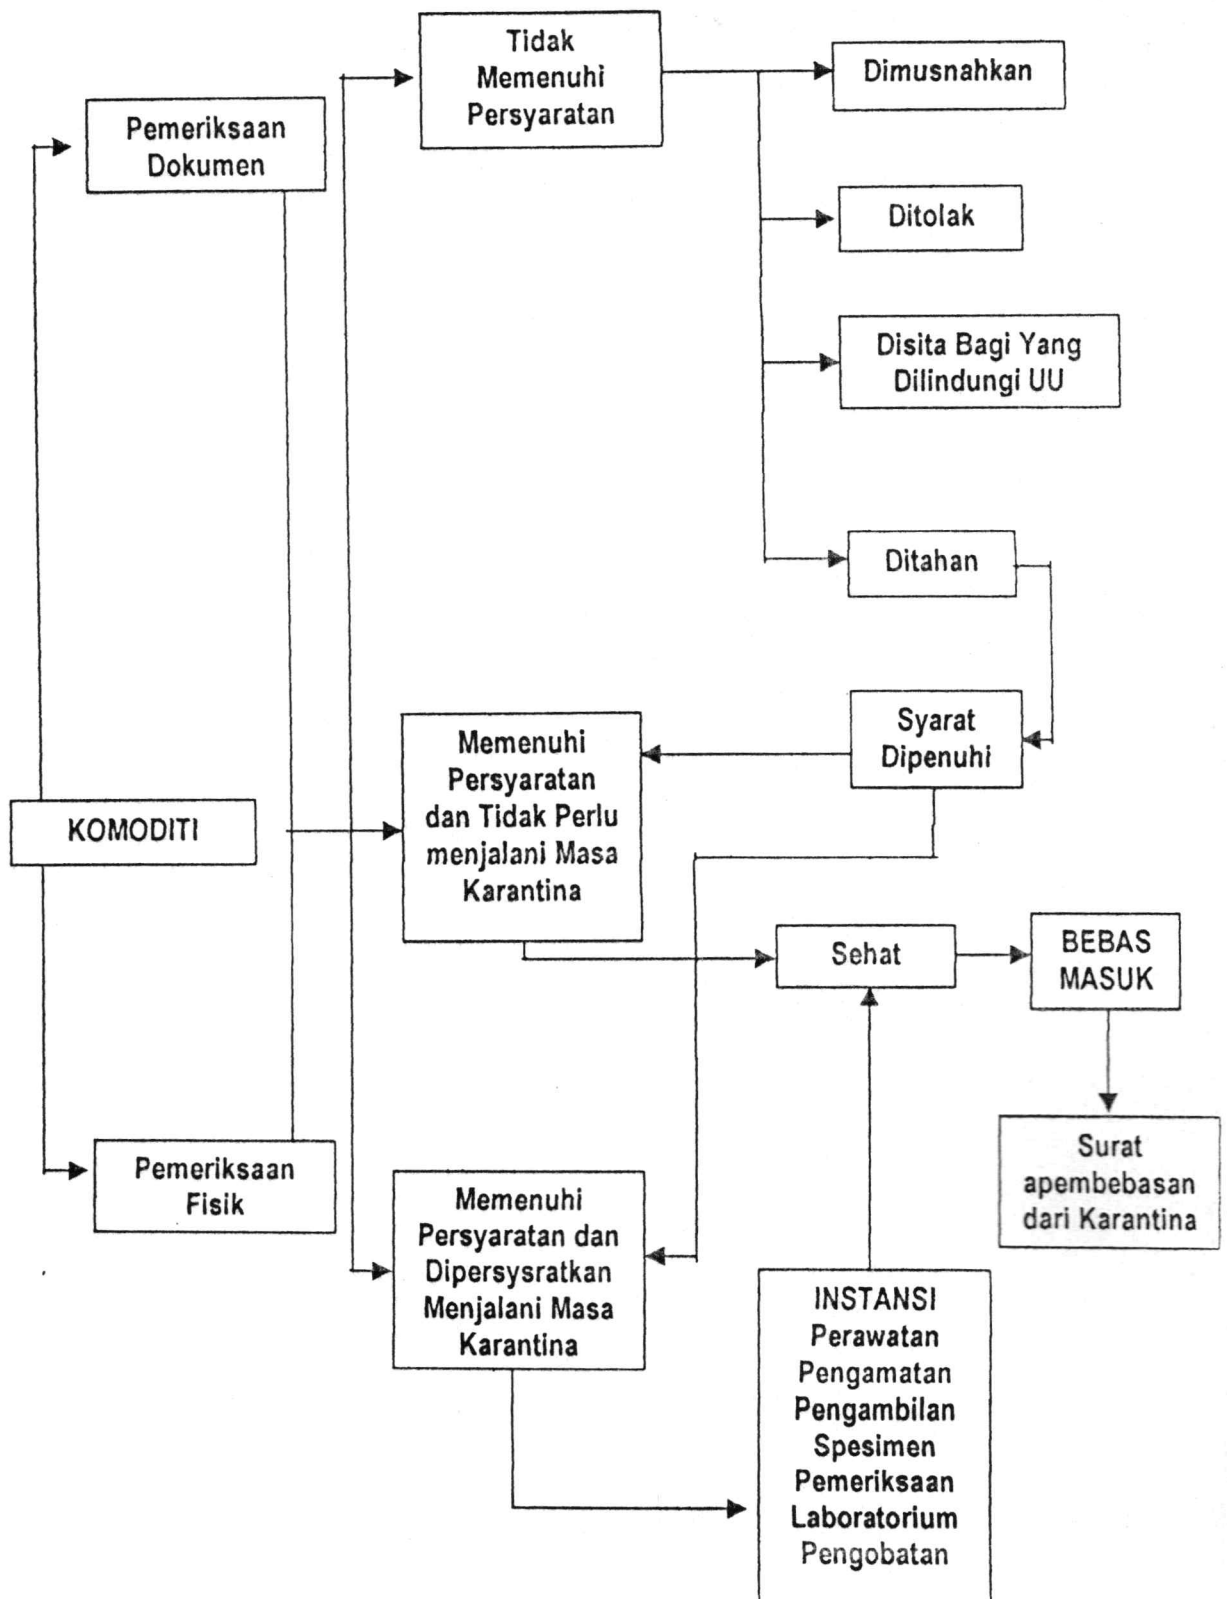 Tidak
Memenuhi
Persyaratan
Dimusnahkan
Pemeriksaan
Dokumen
Ditolak
Disita Bagi Yang
Dilindungi UU
Ditahan
Syarat
Dipenuhi
Memenuhi
Persyaratan
dan Tidak Perlu
menjalani Masa
Karantina
KOMODITI
Sehat
BEBAS
MASUK
Pemeriksaan
Fisik
Surat
apembebasan
dari Karantina
Memenuhi
Persyaratan dan
Dipersysratkan
Menjalani Masa
Karantina
INSTANSI
Perawatan
Pengamatan
Pengambilan
Spesimen
Pemeriksaan
Laboratorium
Pengobatan